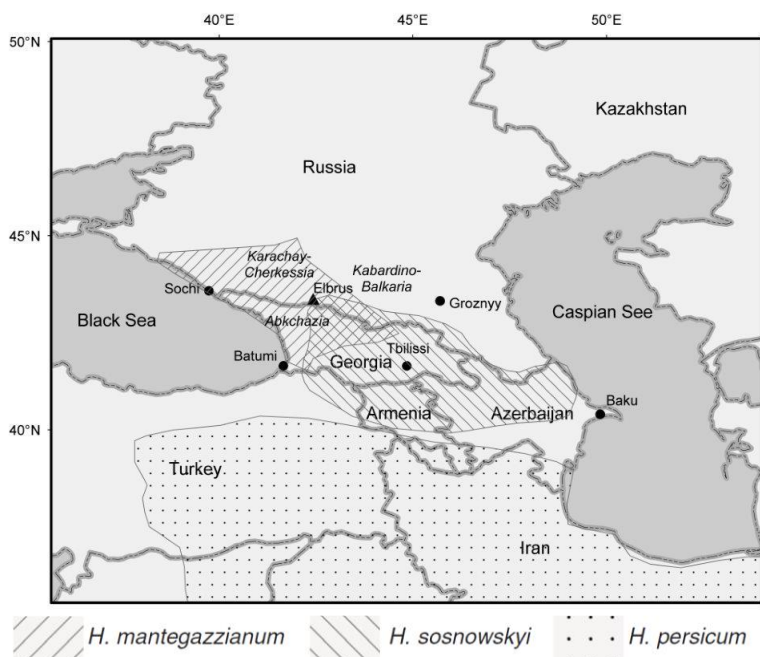 40°E 45°E 50°E
50°N
Kazakhstan
Russia
45°N
Karachay-
Cherkessia
Kabardino-
Balkaria
Elbrus
Sochi
Groznyy
Caspian See
Black Sea
Abkchazia
Tbilissi
Batumi
Georgia
Armenia
Azerbaijan
Baku
40°N
Turkey
Iran
H. mantegazzianum H. sosnowskyi H. persicum